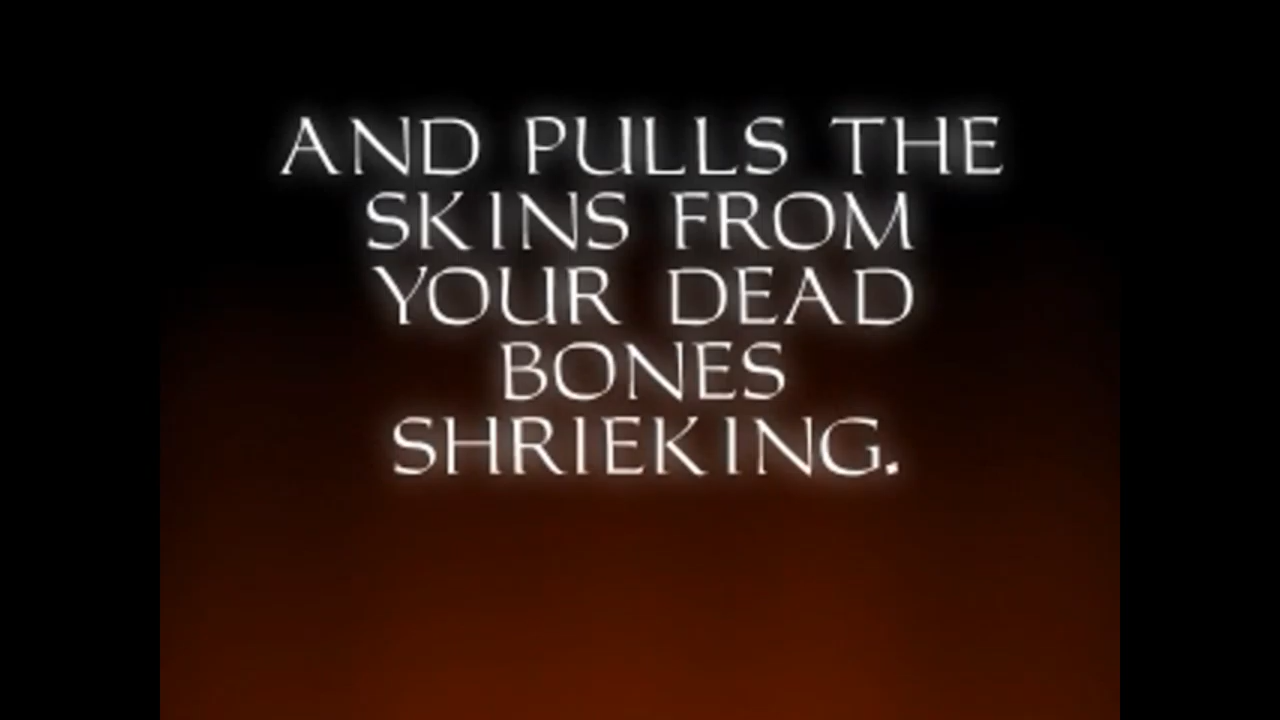 AND PULLS THE
SKINS FROM
YOUR DEAD
BONES
SHRIEKING.